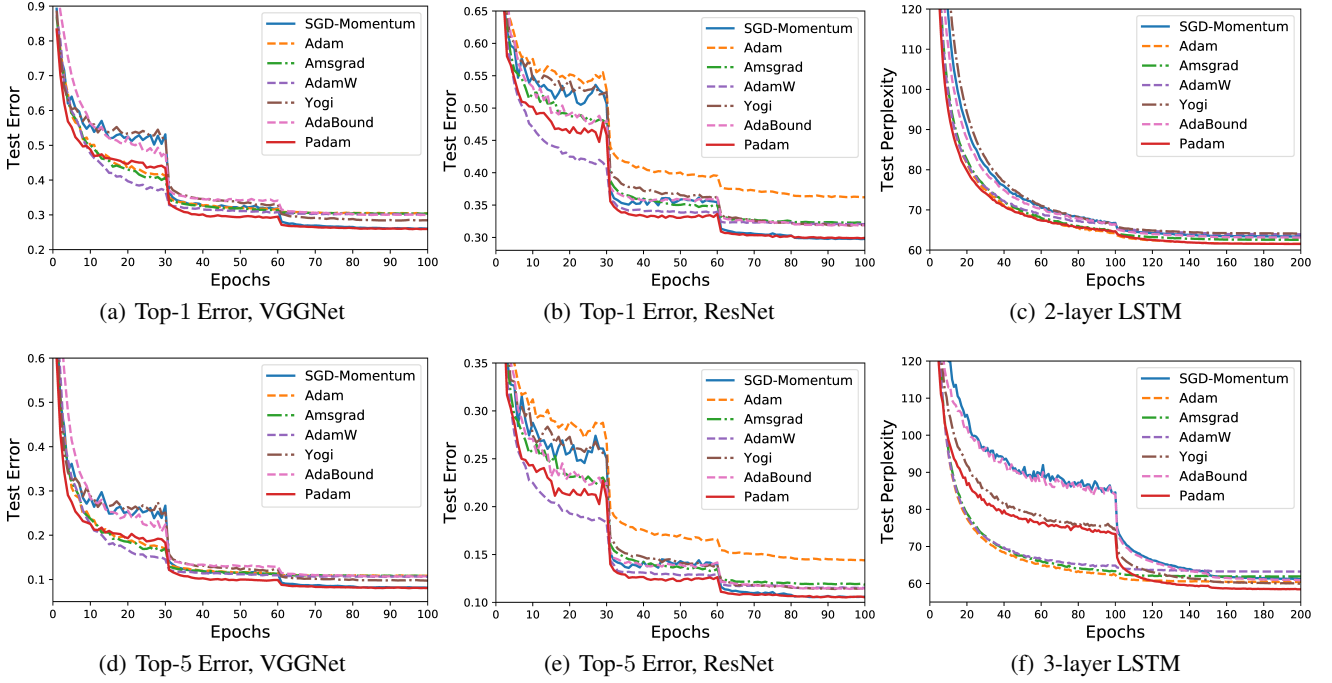 0.9
0.8
0.7
0.6
0.5
0.4
0.3
0.2
Test Error
0 10 20 30 40 50 60 70 80 90 100
Epochs
SGD-Momentum
Adam
Amsgrad
AdamW
Yogi
AdaBound
Padam
(a) Top-1 Error, VGGNet
0.65
0.60
0.55
0.50
0.45
0.40
0.35
0.30
Test Error
0 10 20 30 40 50 60 70 80 90 100
Epochs
SGD-Momentum
Adam
Amsgrad
AdamW
Yogi
AdaBound
Padam
(b) Top-1 Error, ResNet
120
110
100
90
80
70
60
Test Perplexity
0 20 40 60 80 100 120 140 160 180 200
Epochs
SGD-Momentum
Adam
Amsgrad
AdamW
Yogi
AdaBound
Padam
(c) 2-layer LSTM
0.6
0.5
0.4
0.3
0.2
0.1
Test Error
0 10 20 30 40 50 60 70 80 90 100
Epochs
SGD-Momentum
Adam
Amsgrad
AdamW
Yogi
AdaBound
Padam
(d) Top-5 Error, VGGNet
0.35
0.30
0.25
0.20
0.15
0.10
Test Error
0 10 20 30 40 50 60 70 80 90 100
Epochs
SGD-Momentum
Adam
Amsgrad
AdamW
Yogi
AdaBound
Padam
(e) Top-5 Error, ResNet
120
110
100
90
80
70
60
Test Perplexity
0 20 40 60 80 100 120 140 160 180 200
Epochs
SGD-Momentum
Adam
Amsgrad
AdamW
Yogi
AdaBound
Padam
(f) 3-layer LSTM